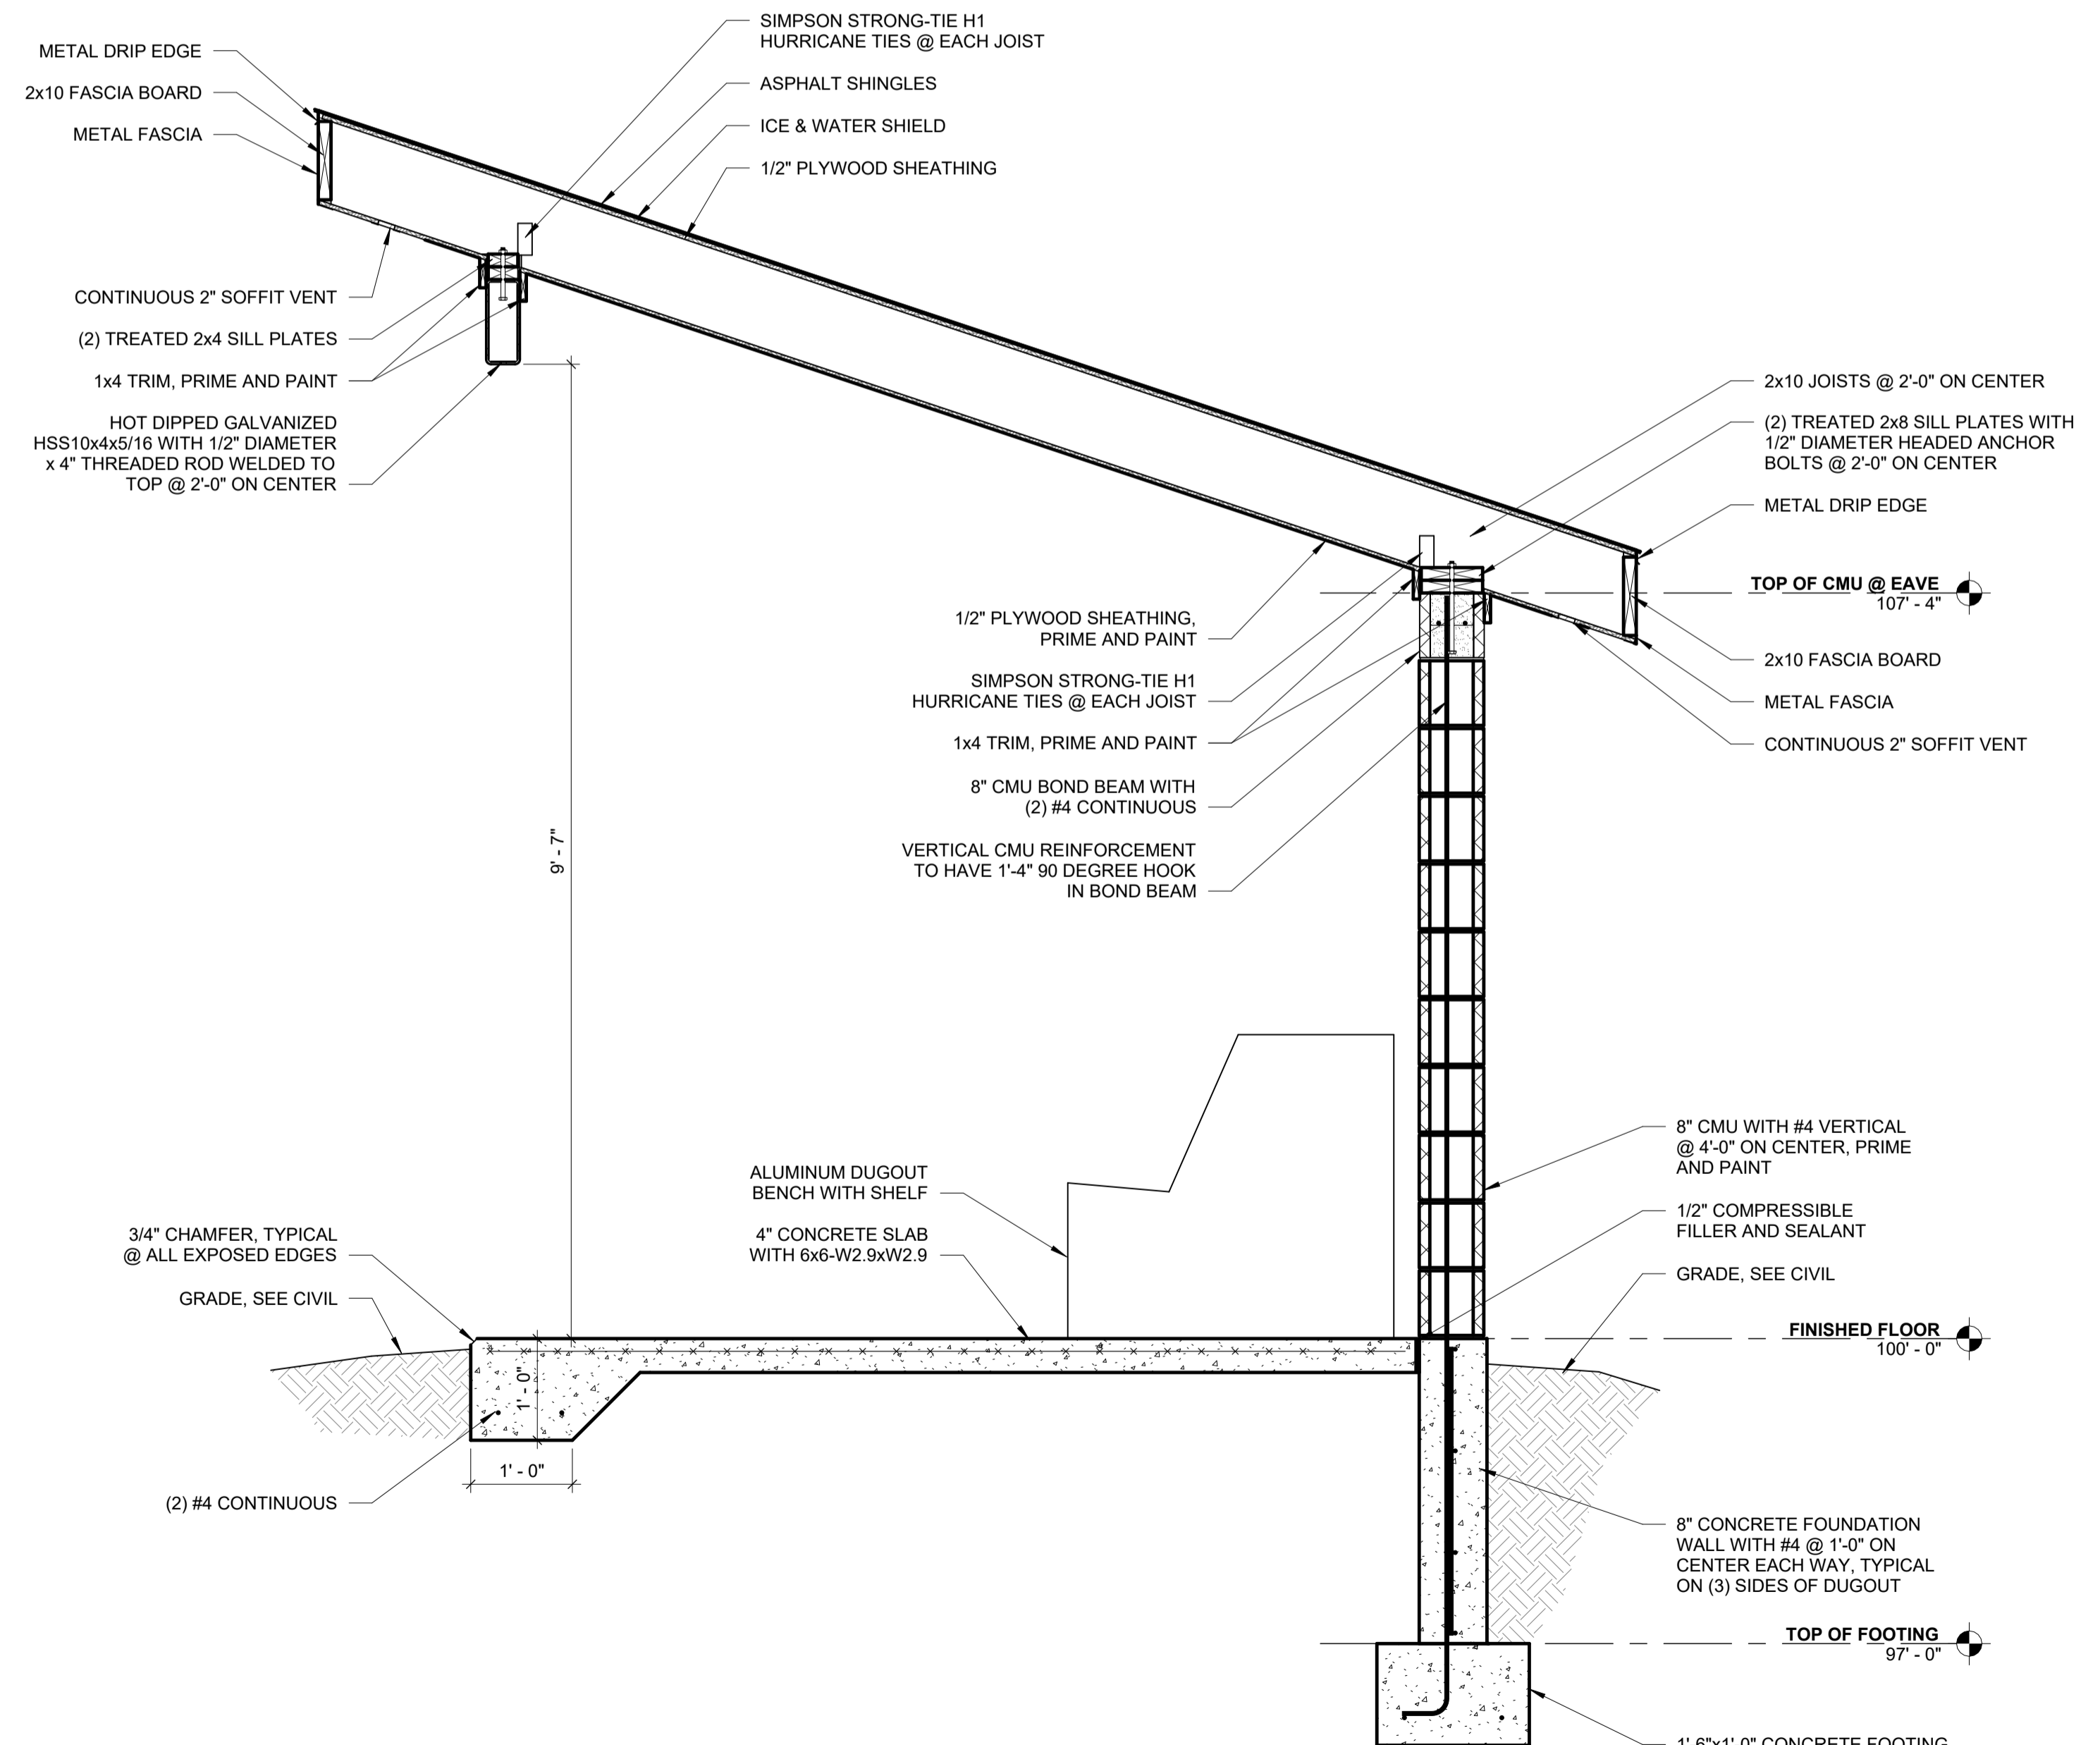 SIMPSON STRONG-TIE H1
HURRICANE TIES @ EACH JOIST
METAL DRIP EDGE
ASPHALT SHINGLES
2x10 FASCIA BOARD
ICE & WATER SHIELD
METAL FASCIA
1/2" PLYWOOD SHEATHING
CONTINUOUS 2" SOFFIT VENT
(2) TREATED 2x4 SILL PLATES
1x4 TRIM, PRIME AND PAINT
HOT DIPPED GALVANIZED
HSS10x4x5/16 WITH 1/2" DIAMETER
x 4" THREADED ROD WELDED TO
TOP @ 2'-0" ON CENTER
2x10 JOISTS @ 2'-0" ON CENTER
(2) TREATED 2x8 SILL PLATES WITH
1/2" DIAMETER HEADED ANCHOR
BOLTS @ 2'-0" ON CENTER
METAL DRIP EDGE
TOP OF CMU @ EAVE
107' - 4"
2x10 FASCIA BOARD
METAL FASCIA
CONTINUOUS 2" SOFFIT VENT
1/2" PLYWOOD SHEATHING,
PRIME AND PAINT
SIMPSON STRONG-TIE H1
HURRICANE TIES @ EACH JOIST
1x4 TRIM, PRIME AND PAINT
8" CMU BOND BEAM WITH
(2) #4 CONTINUOUS
VERTICAL CMU REINFORCEMENT
TO HAVE 1'-4" 90 DEGREE HOOK
IN BOND BEAM
9' - 7"
8" CMU WITH #4 VERTICAL
@ 4'-0" ON CENTER, PRIME
AND PAINT
1/2" COMPRESSIBLE
FILLER AND SEALANT
GRADE, SEE CIVIL
ALUMINUM DUGOUT
BENCH WITH SHELF
4" CONCRETE SLAB
WITH 6x6-W2.9xW2.9
3/4" CHAMFER, TYPICAL
@ ALL EXPOSED EDGES
GRADE, SEE CIVIL
FINISHED FLOOR
100' - 0"
1' - 0"
1' - 0"
(2) #4 CONTINUOUS
8" CONCRETE FOUNDATION
WALL WITH #4 @ 1'-0" ON
CENTER EACH WAY, TYPICAL
ON (3) SIDES OF DUGOUT
TOP OF FOOTING
97' - 0"
1'-6"x1'-0" CONCRETE FOOTING